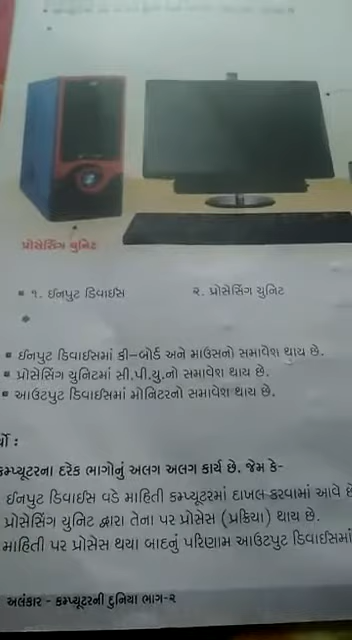 પ્રોસેસિંગ યુનિટ
૧. ઈનપુટ ડિવાઈસ ૨. પ્રોસેસિંગ યુનિટ
ઈનપુટ ડિવાઈસમાં કી-બોર્ડ અને માઉસનો સમાવેશ થાય છે.
પ્રોસેસિંગ યુનિટમાં સી.પી.યુ.નો સમાવેશ થાય છે.
આઉટપુટ ડિવાઈસમાં મોનિટરનો સમાવેશ થાય છે.
કમ્પ્યૂટરના દરેક ભાગોનું અલગ અલગ કાર્ય છે. જેમ કે-
ઈનપુટ ડિવાઈસ વડે માહિતી કમ્પ્યૂટરમાં દાખલ કરવામાં આવે છે
પ્રોસેસિંગ યુનિટ દ્વારા તેના પર પ્રોસેસ (પ્રક્રિયા) થાય છે.
માહિતી પર પ્રોસેસ થયા બાદનું પરિણામ આઉટપુટ ડિવાઈસમાં
અલંકાર - કમ્પ્યૂટરની દુનિયા ભાગ-૨